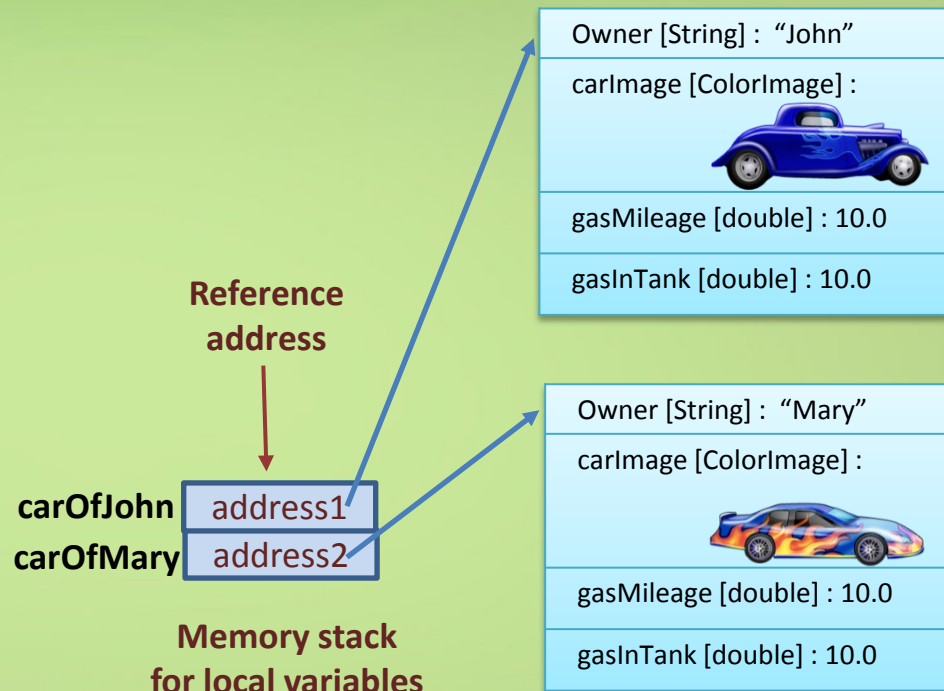 Owner [String] : “John”
carImage [ColorImage] :
gasMileage [double] : 10.0
gasInTank [double] : 10.0
Reference
address
carOfJohn address1
carOfMary address2
Memory stack
for local variables
Owner [String] : “Mary”
carImage [ColorImage] :
gasMileage [double] : 10.0
gasInTank [double] : 10.0